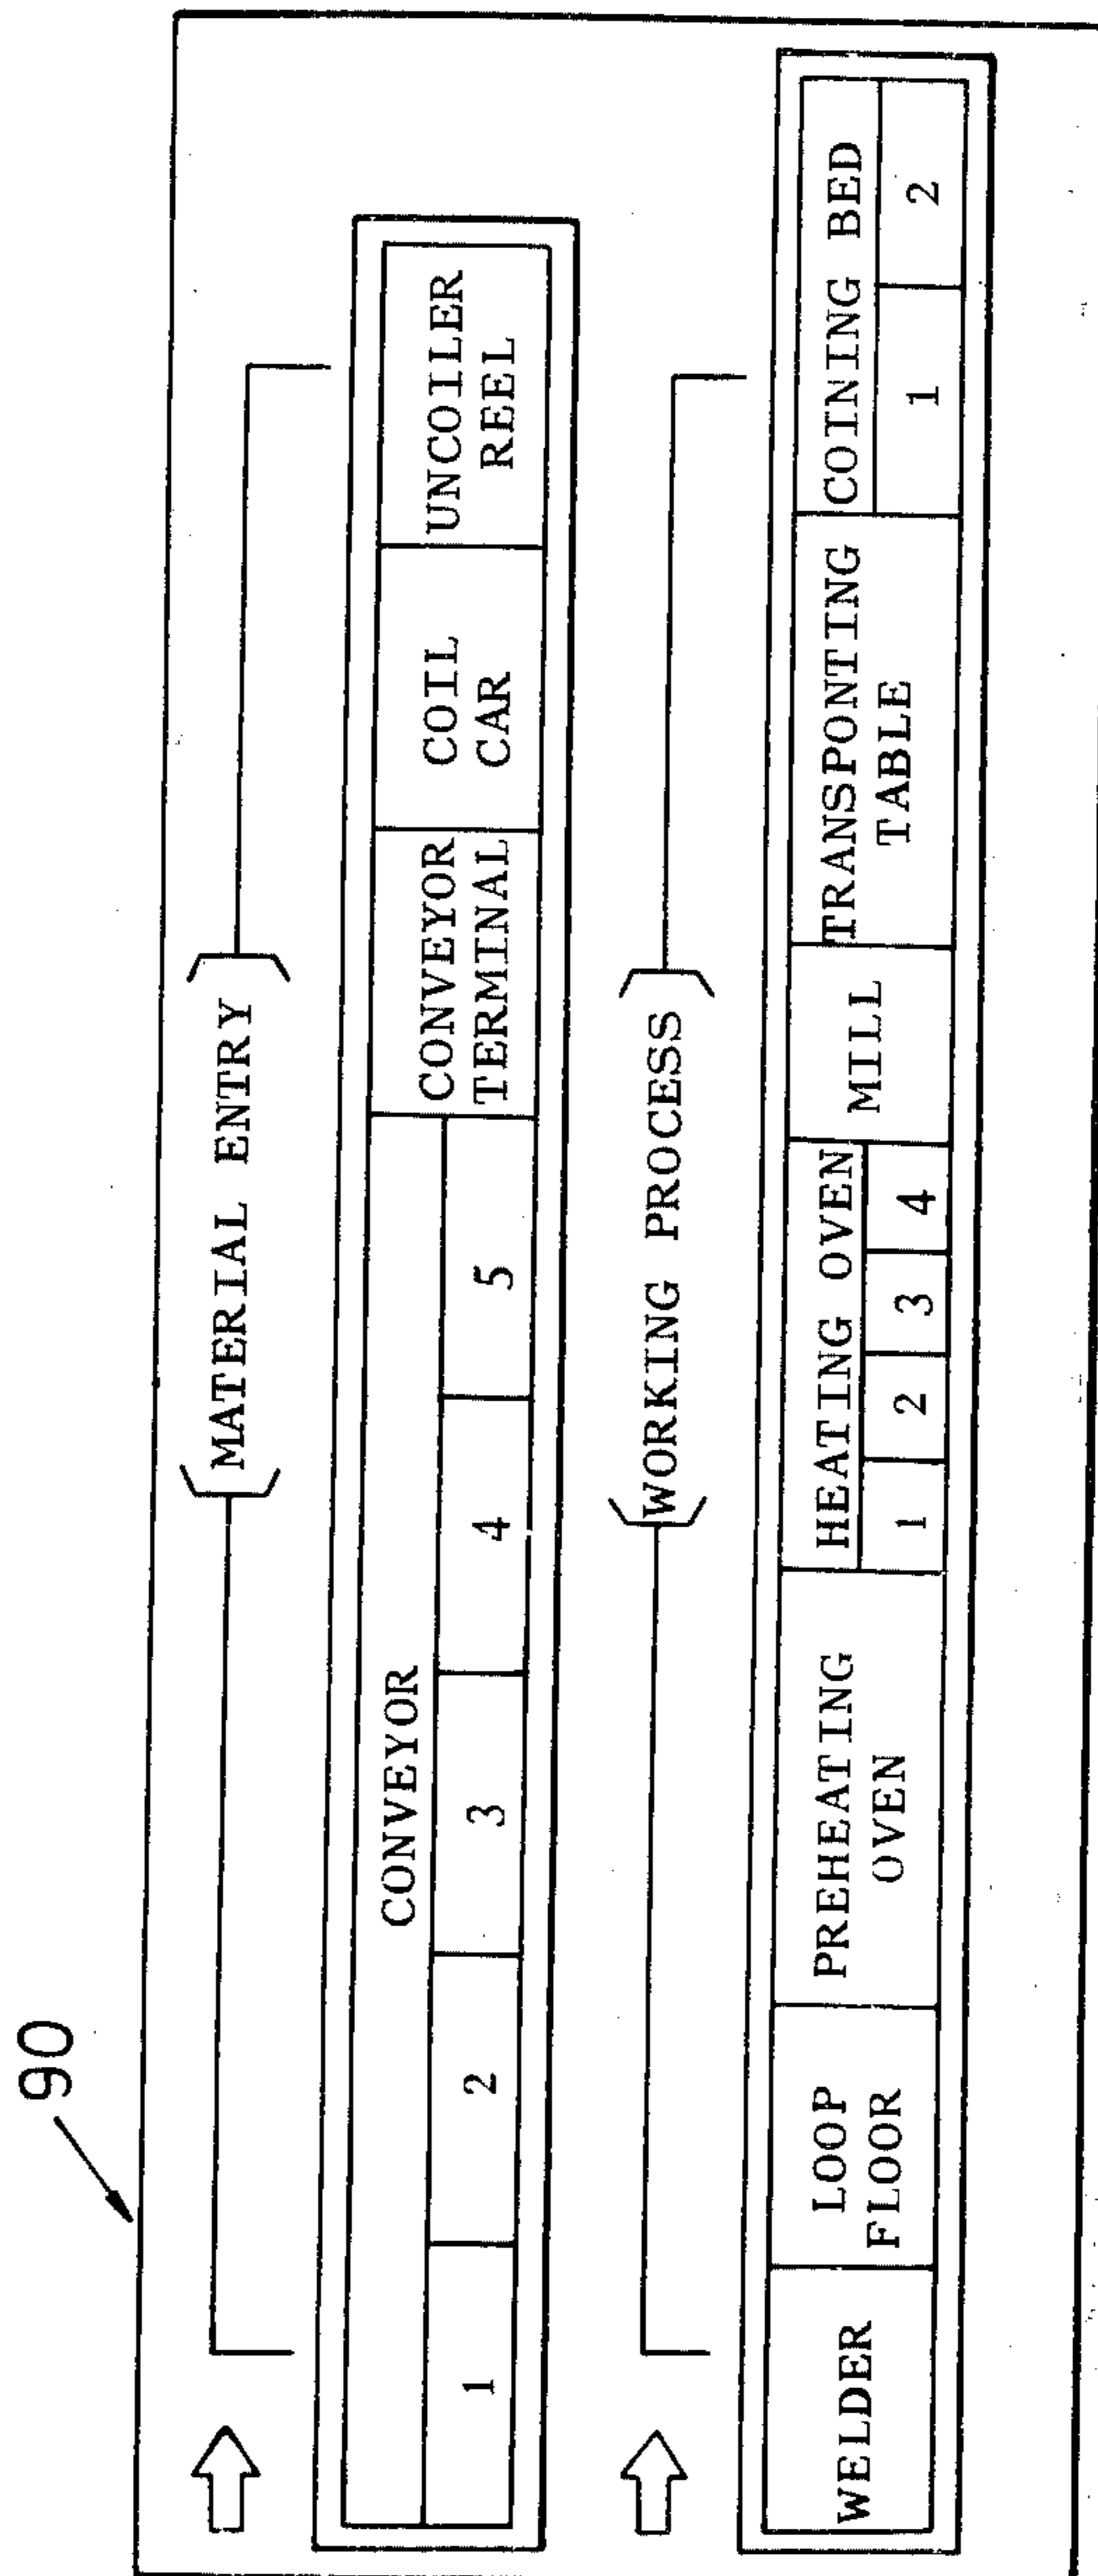 90
[MATERIAL ENTRY]
CONVEYOR
1 2 3 4 5
CONVEYOR
TERMINAL
COIL
CAR
UNCOILER
REEL
[WORKING PROCESS]
WELDER
LOOP
FLOOR
PREHEATING
OVEN
HEATING OVEN
1 2 3 4
MILL
TRANSPONTING
TABLE
COINING BED
1 2